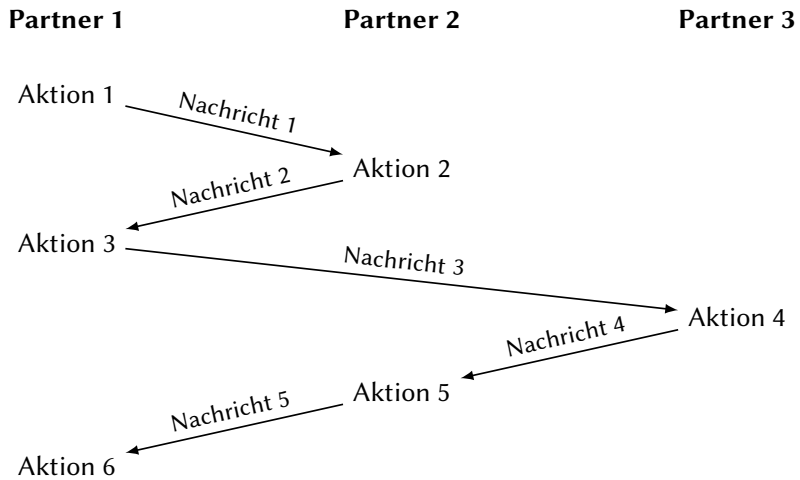 Partner 1 Partner 2 Partner 3
Aktion 1
Nachricht 1
Aktion 2
Nachricht 2
Aktion 3
Nachricht 3
Aktion 4
Nachricht 4
Aktion 5
Nachricht 5
Aktion 6